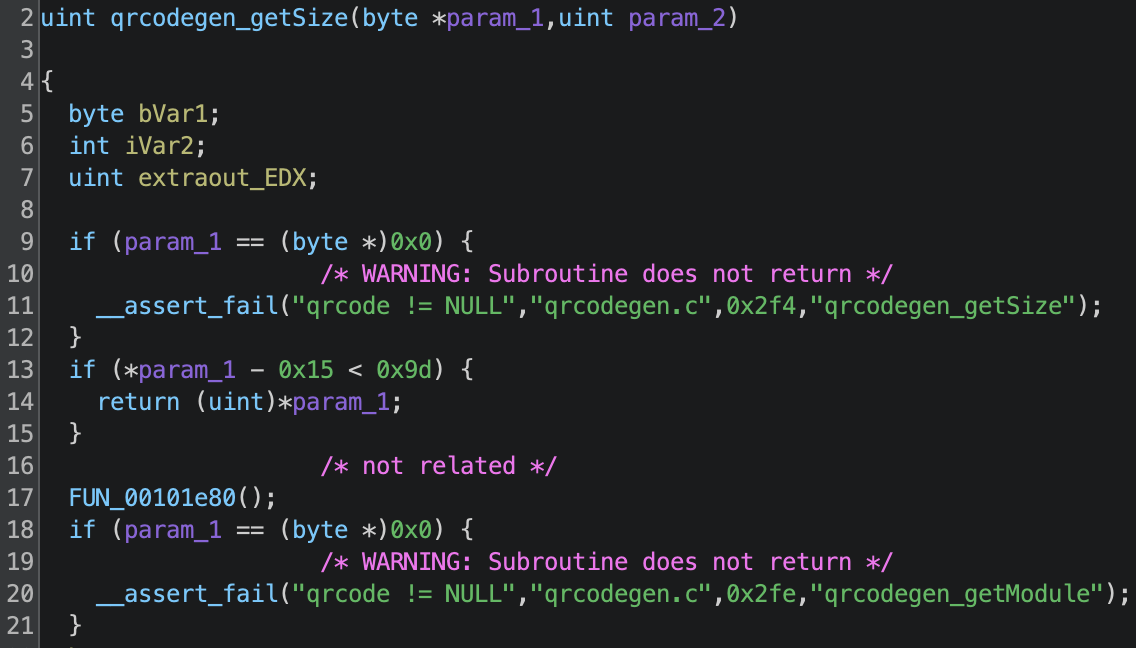 2 uint qrcodegen_getSize(byte *param_1,uint param_2)
3
4 {
5   byte bVar1;
6   int iVar2;
7   uint extraout_EDX;
8
9   if (param_1 == (byte *)0x0) {
10                     /* WARNING: Subroutine does not return */
11     __assert_fail("qrcode != NULL","qrcodegen.c",0x2f4,"qrcodegen_getSize");
12   }
13   if (*param_1 - 0x15 < 0x9d) {
14     return (uint)*param_1;
15   }
16                     /* not related */
17   FUN_00101e80();
18   if (param_1 == (byte *)0x0) {
19                     /* WARNING: Subroutine does not return */
20     __assert_fail("qrcode != NULL","qrcodegen.c",0x2fe,"qrcodegen_getModule");
21   }